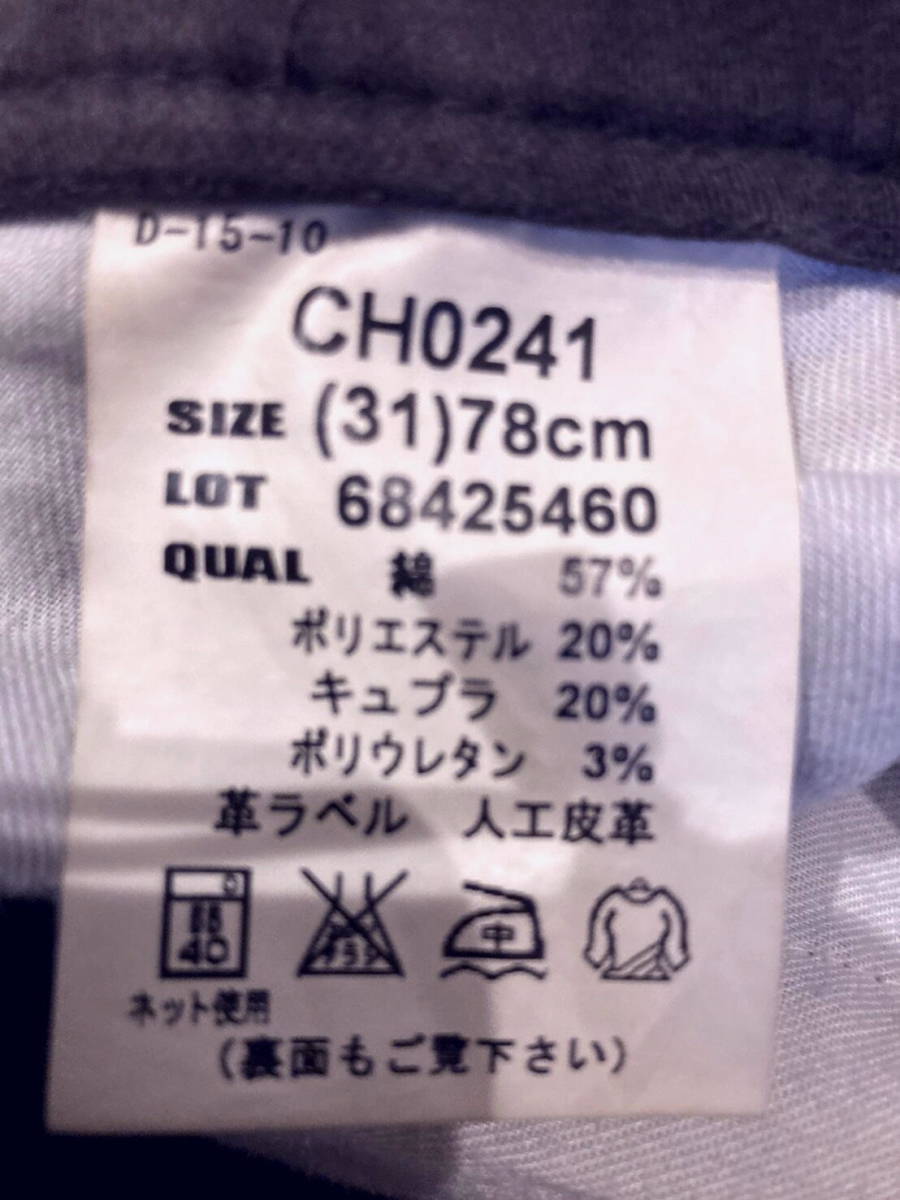 D-15-10
CH0241
SIZE (31)78cm
LOT 68425460
QUAL 綿 57%
ポリエステル 20%
キュプラ 20%
ポリウレタン 3%
革ラベル 人工皮革
40
中
ネット使用
(裏面もご覧下さい)